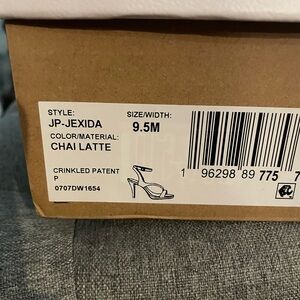 STYLE:
JP-JEXIDA
COLOR/MATERIAL:
CHAI LATTE
CRINKLED PATENT
P
0707DW1654
SIZE/WIDTH:
9.5M
1 96298 89 775 7